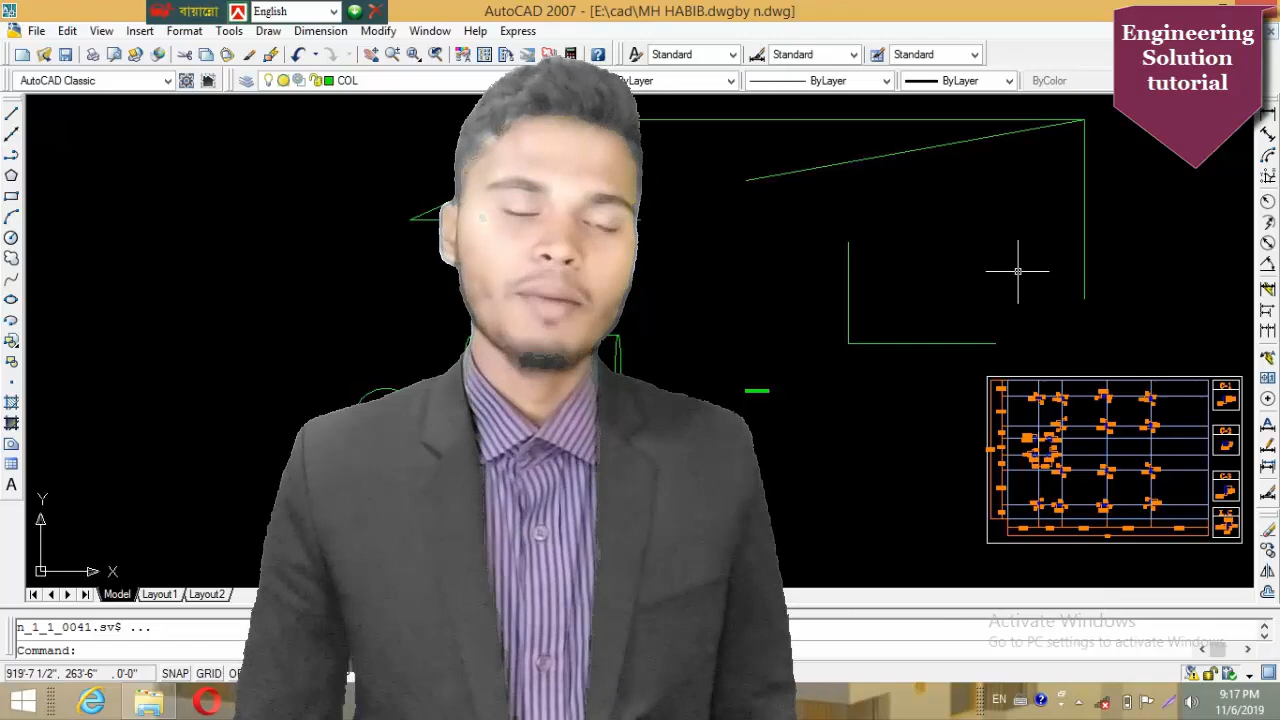 বায়ান্নো
English
AutoCAD 2007 - [E:\cad\MH HABIB.dwgby n.dwg]
File Edit View Insert Format Tools Draw Dimension Modify Window Help Express
Standard Standard Standard
AutoCAD Classic
COL
ByLayer
ByLayer
ByLayer
ByColor
Engineering
Solution
tutorial
A
C-1
C-2
C-3
Y
X
Model Layout1 Layout2
n_1_1_0041.sv$ ...
Command:
Activate Windows
Go to PC settings to activate Windows.
919'-7 1/2", 263'-6" , 0'-0" SNAP GRID
EN
9:17 PM
11/6/2019